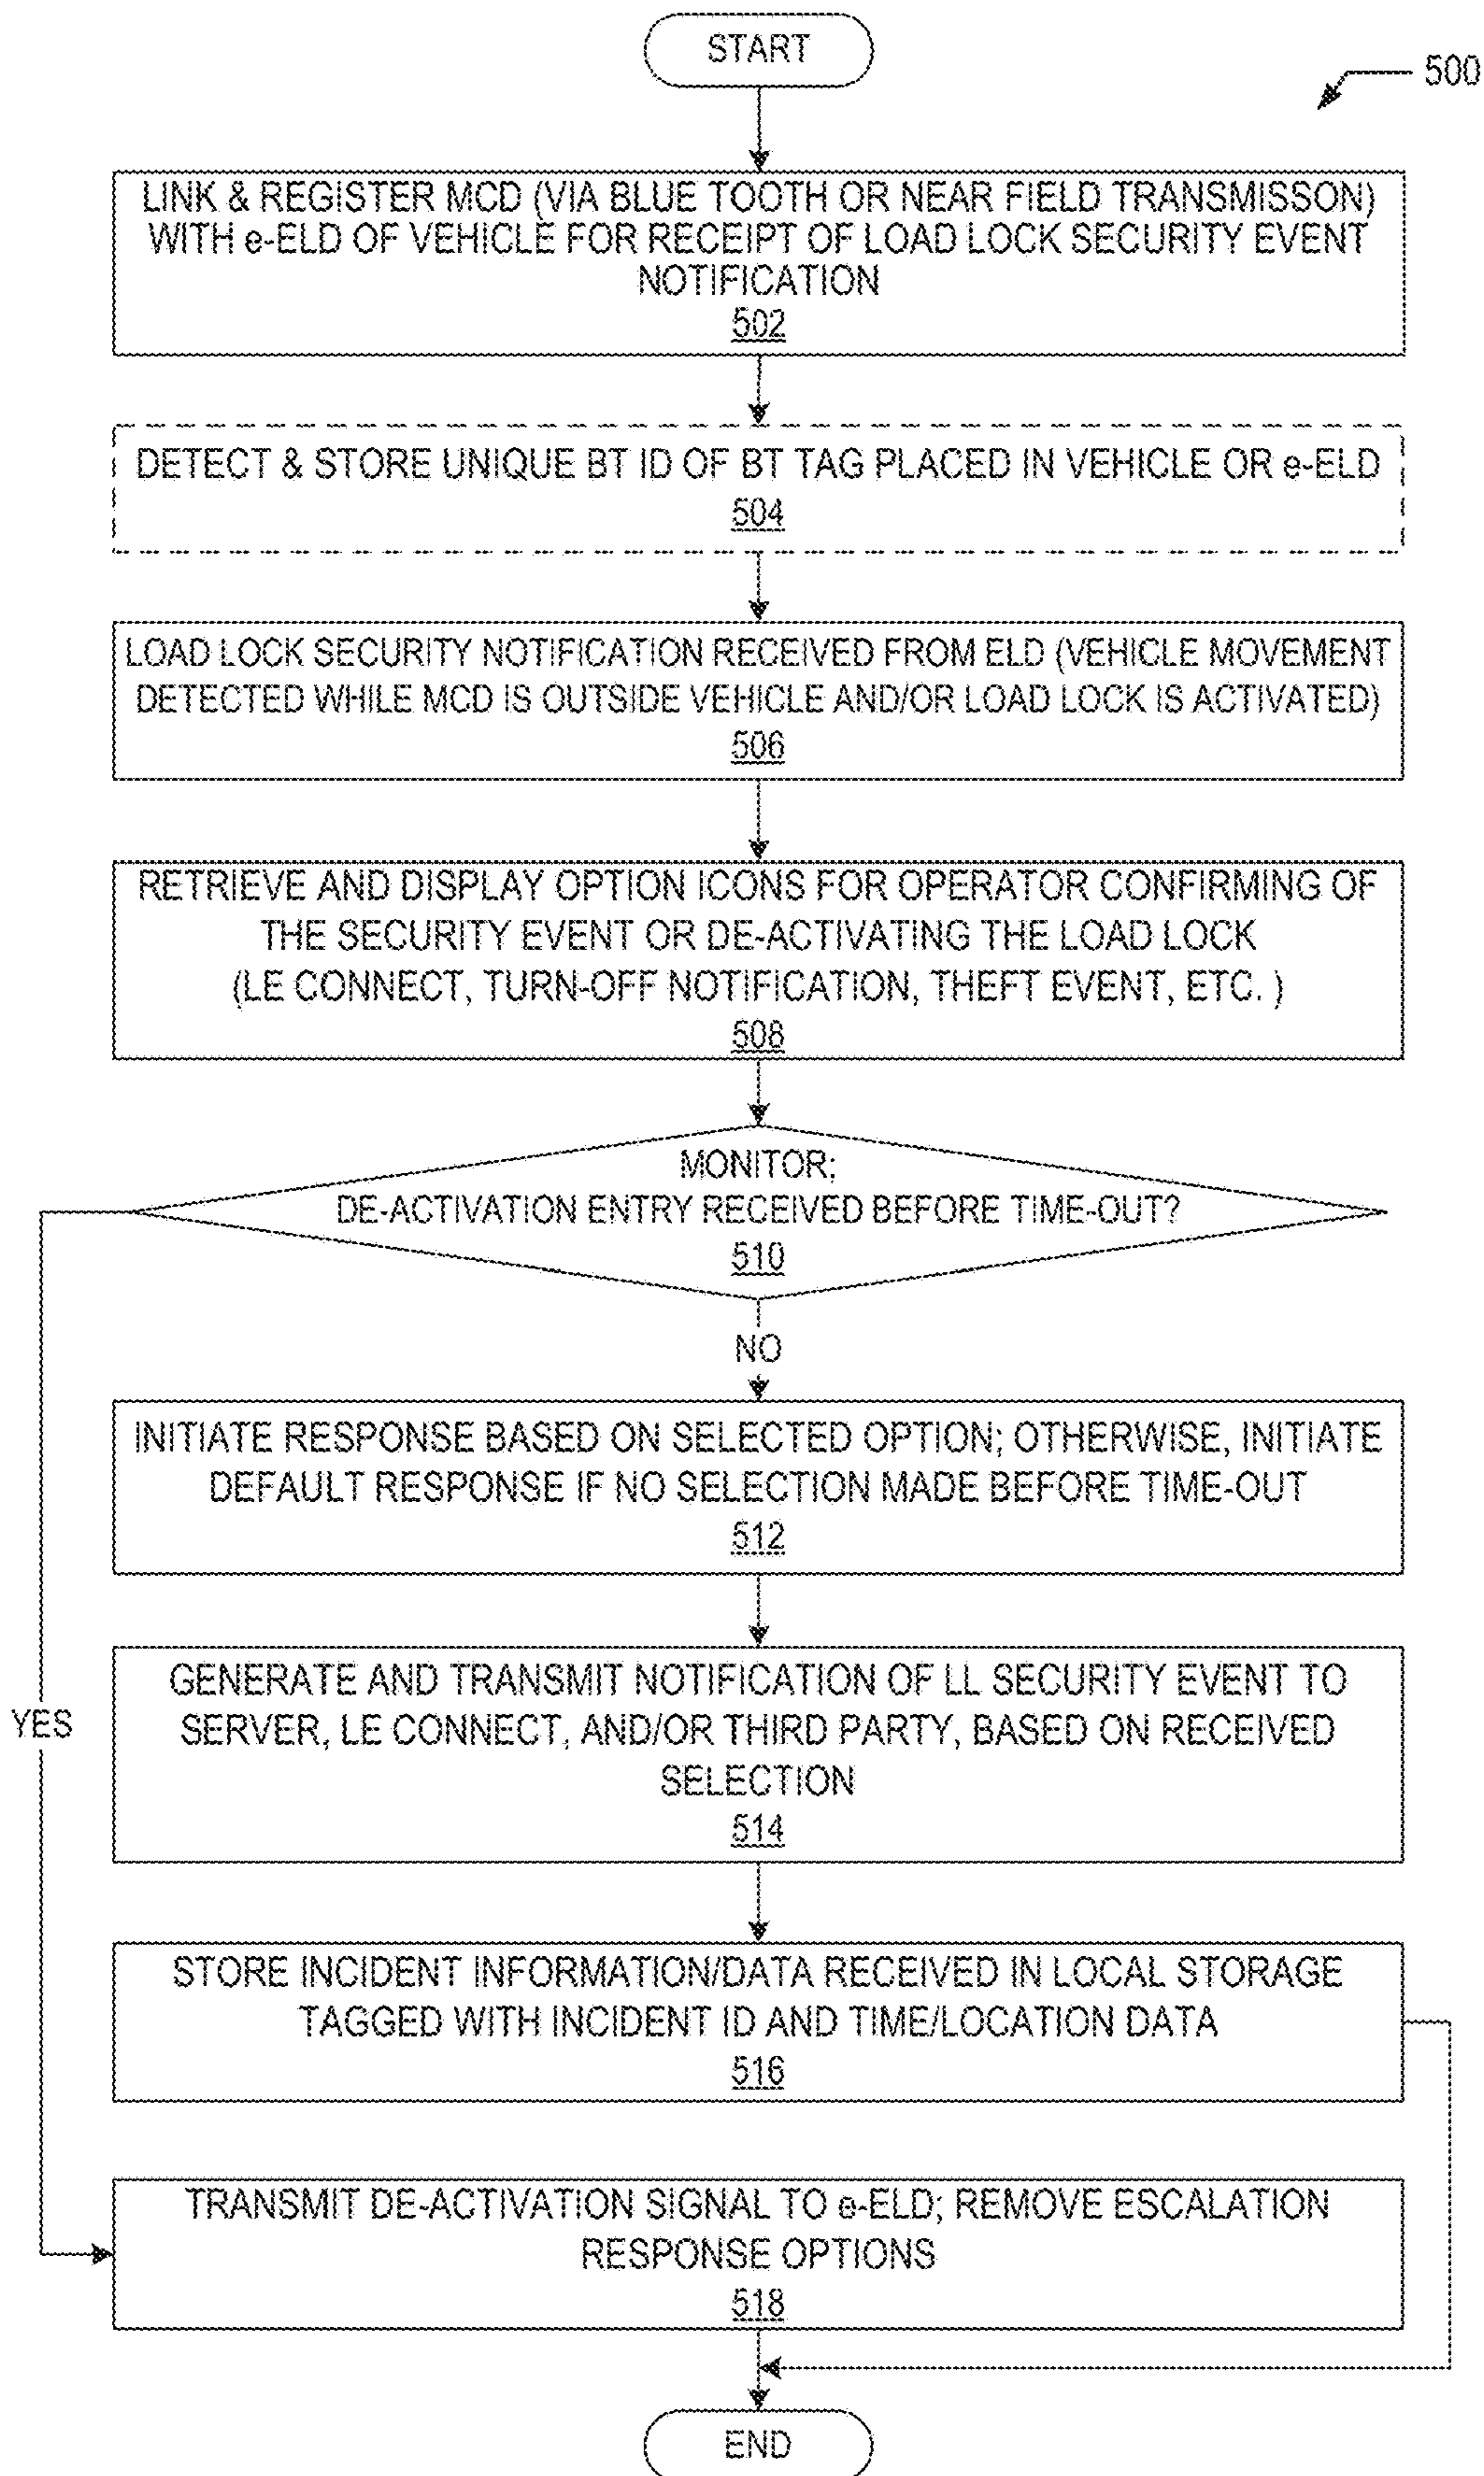 START
500
LINK & REGISTER MCD (VIA BLUE TOOTH OR NEAR FIELD TRANSMISSON)
WITH e-ELD OF VEHICLE FOR RECEIPT OF LOAD LOCK SECURITY EVENT
NOTIFICATION
502
DETECT & STORE UNIQUE BT ID OF BT TAG PLACED IN VEHICLE OR e-ELD
504
LOAD LOCK SECURITY NOTIFICATION RECEIVED FROM ELD (VEHICLE MOVEMENT
DETECTED WHILE MCD IS OUTSIDE VEHICLE AND/OR LOAD LOCK IS ACTIVATED)
506
RETRIEVE AND DISPLAY OPTION ICONS FOR OPERATOR CONFIRMING OF
THE SECURITY EVENT OR DE-ACTIVATING THE LOAD LOCK
(LE CONNECT, TURN-OFF NOTIFICATION, THEFT EVENT, ETC. )
508
MONITOR;
DE-ACTIVATION ENTRY RECEIVED BEFORE TIME-OUT?
510
NO
INITIATE RESPONSE BASED ON SELECTED OPTION; OTHERWISE, INITIATE
DEFAULT RESPONSE IF NO SELECTION MADE BEFORE TIME-OUT
512
GENERATE AND TRANSMIT NOTIFICATION OF LL SECURITY EVENT TO
SERVER, LE CONNECT, AND/OR THIRD PARTY, BASED ON RECEIVED
SELECTION
514
YES
STORE INCIDENT INFORMATION/DATA RECEIVED IN LOCAL STORAGE
TAGGED WITH INCIDENT ID AND TIME/LOCATION DATA
516
TRANSMIT DE-ACTIVATION SIGNAL TO e-ELD; REMOVE ESCALATION
RESPONSE OPTIONS
518
END